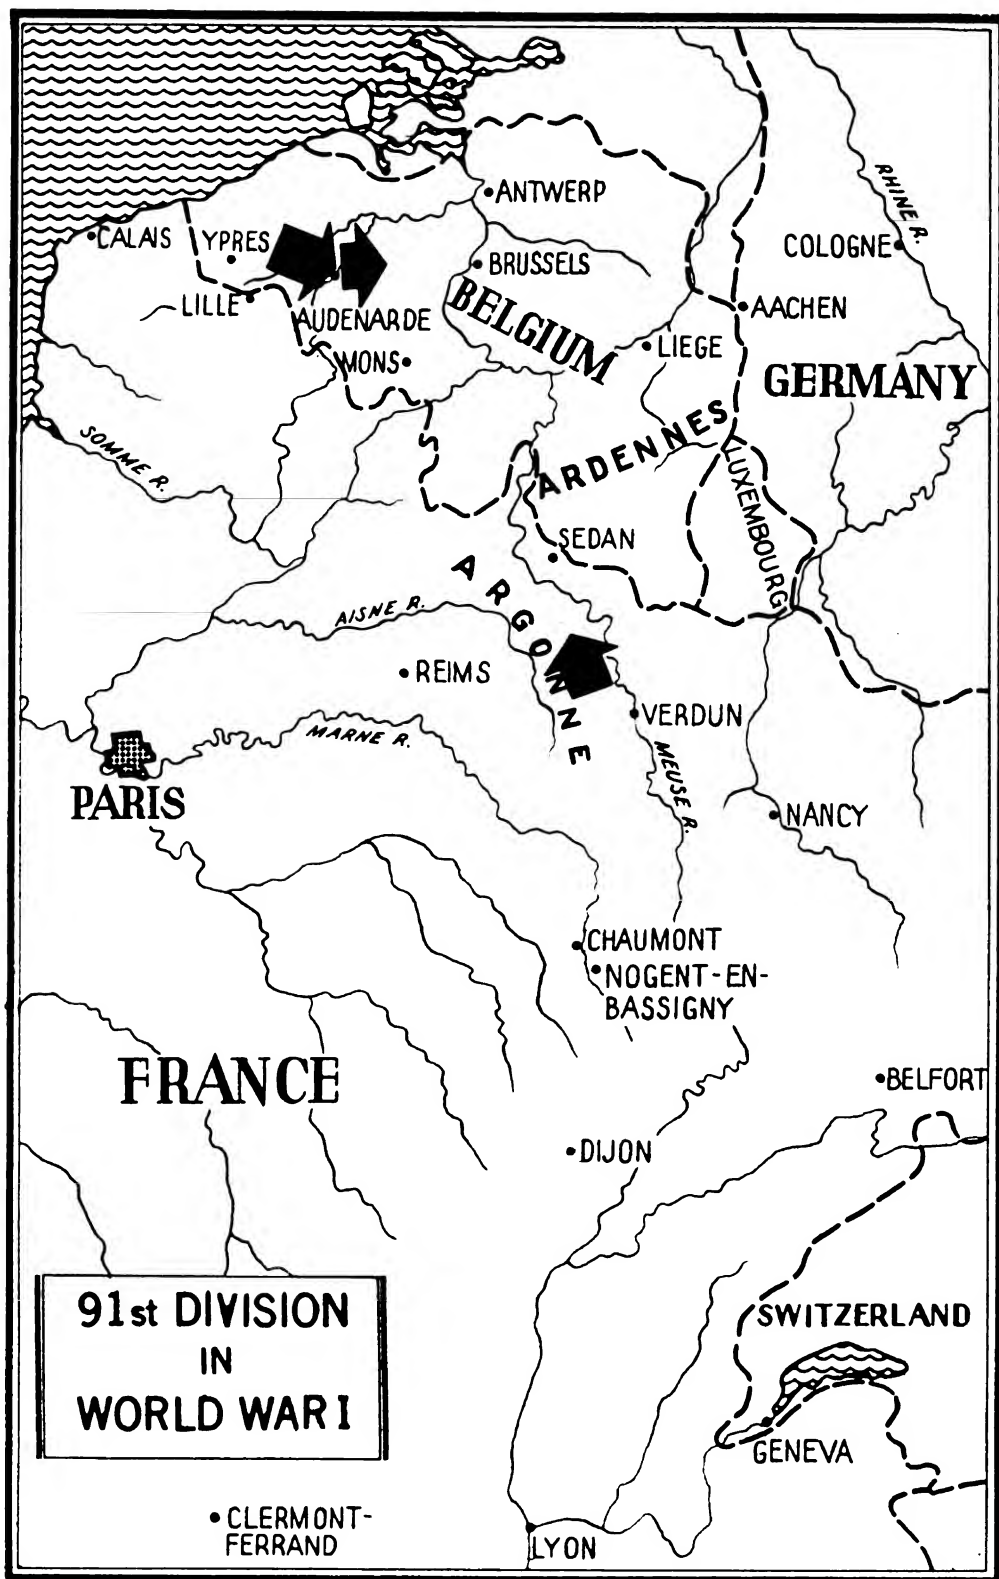 ANTWERP
CALAIS
YPRES
BRUSSELS
BELGIUM
RHINE R.
COLOGNE
LILLE
AUDENARDE
AACHEN
MONS
LIEGE
GERMANY
SOMME R.
ARDENNES
LUXEMBOURG
SEDAN
ARGONNE
AISNE R.
REIMS
VERDUN
MARNE R.
MEUSE R.
PARIS
NANCY
CHAUMONT
NOGENT-EN-
BASSIGNY
FRANCE
BELFORT
DIJON
91st DIVISION
IN
WORLD WAR I
SWITZERLAND
GENEVA
CLERMONT-
FERRAND
LYON